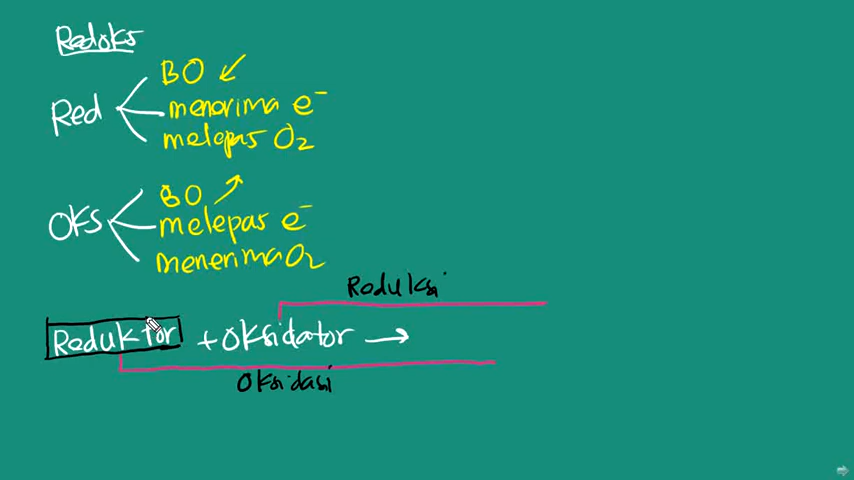 Redoks
BO ↙
Red
menerima e⁻
melepas O₂
BO ↗
OKS
melepas e⁻
menerima O₂
Reduksi
Reduktor + Oksidator →
Oksidasi